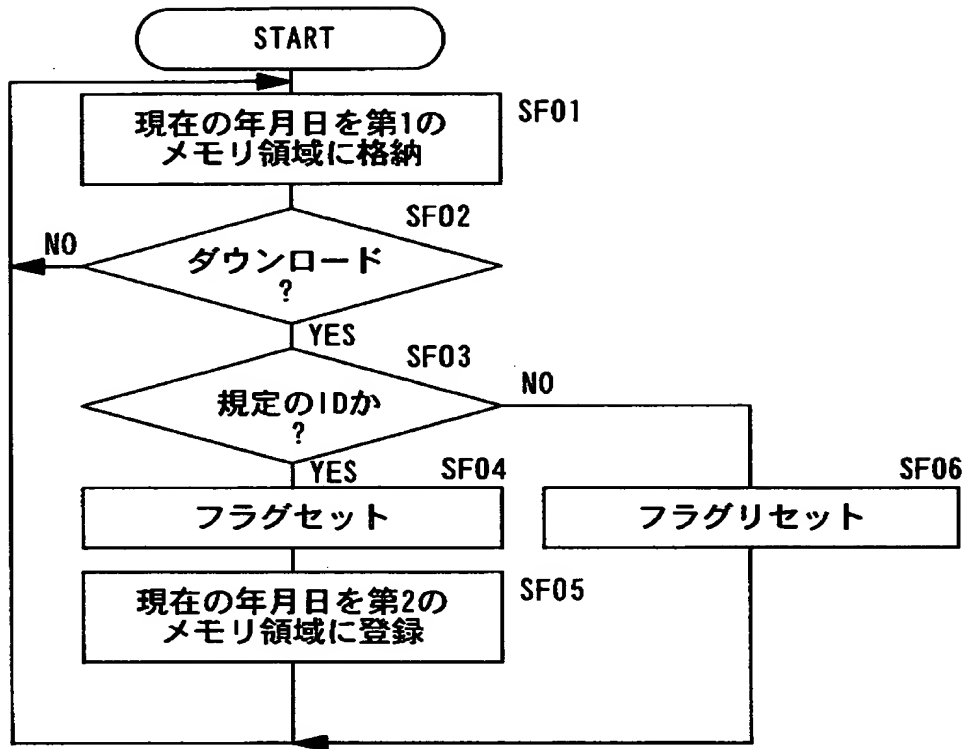 START
現在の年月日を第1の
メモリ領域に格納
SF01
SF02
NO
ダウンロード
?
YES
SF03
NO
規定のIDか
?
YES
SF04
SF06
フラグセット
フラグリセット
現在の年月日を第2の
メモリ領域に登録
SF05